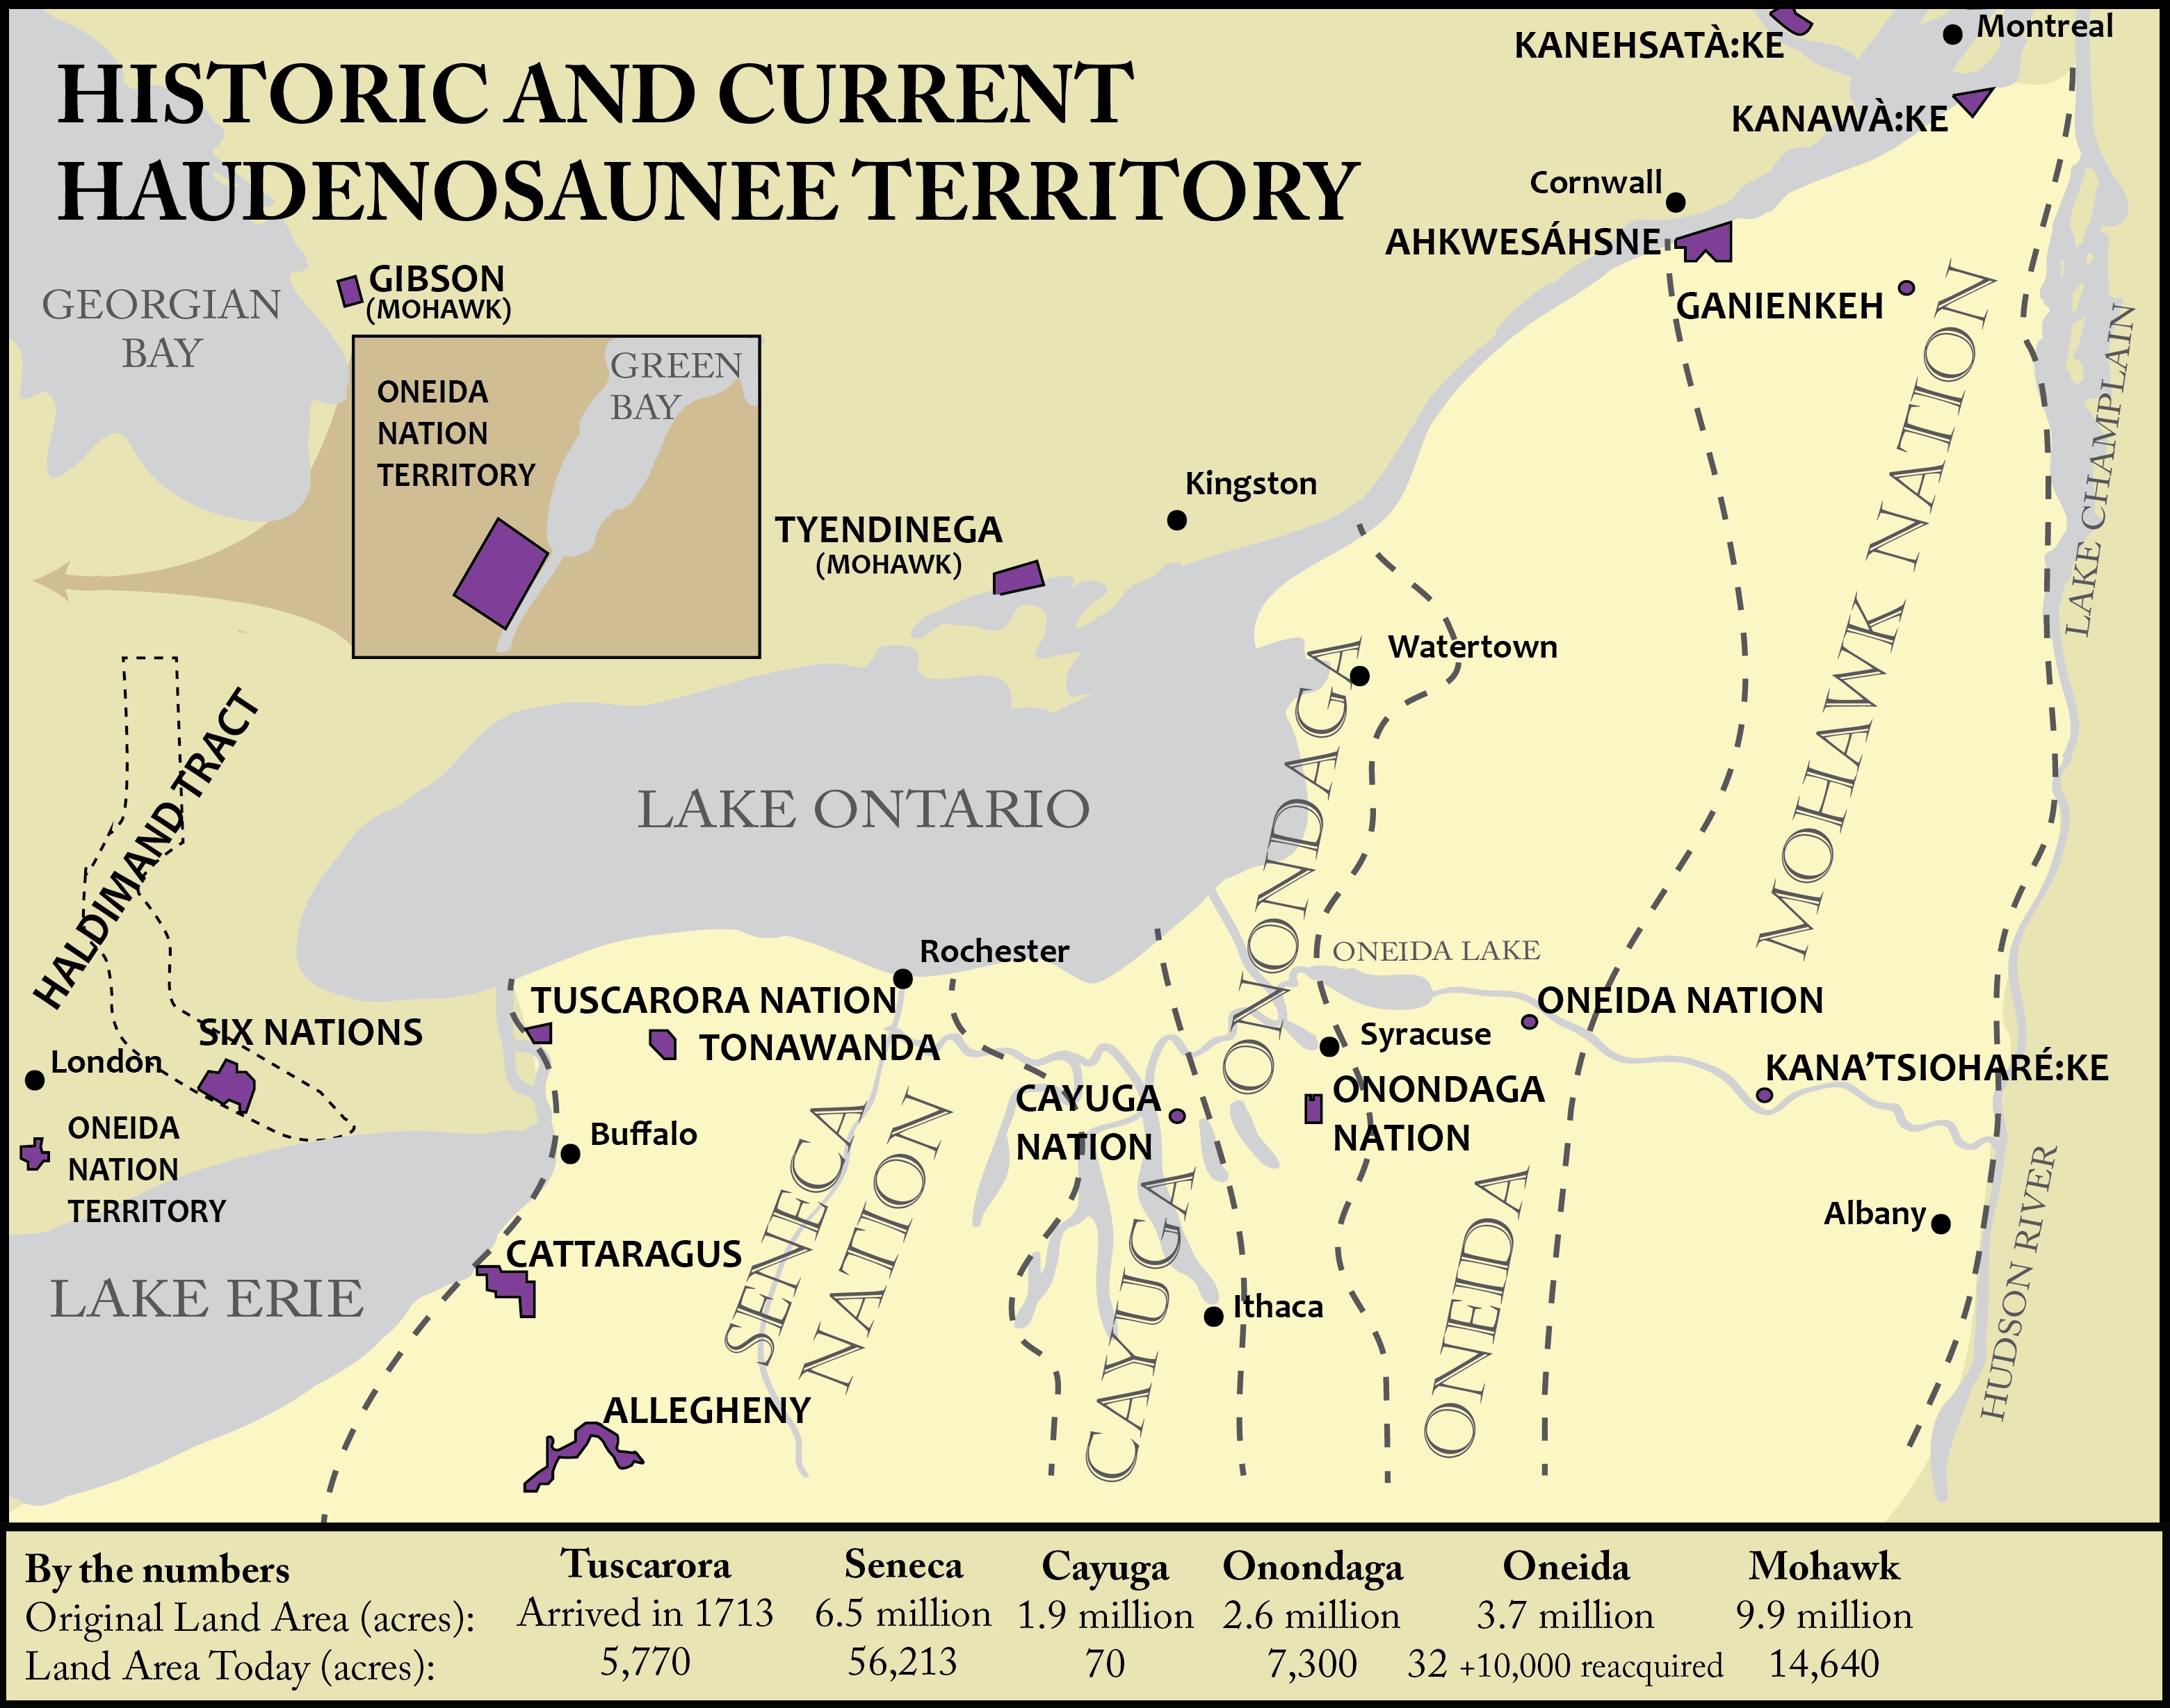 HISTORIC AND CURRENT
HAUDENOSAUNEE TERRITORY
KANEHSATÀ:KE
Montreal
KANAWÀ:KE
Cornwall
AHKWESÁHSNE
GANIENKEH
GEORGIAN
BAY
GIBSON
(MOHAWK)
ONEIDA
NATION
TERRITORY
GREEN
BAY
TYENDINEGA
(MOHAWK)
Kingston
Watertown
MOHAWK NATION
LAKE CHAMPLAIN
HALDIMAND TRACT
LAKE ONTARIO
ONONDAGA
Rochester
ONEIDA LAKE
TUSCARORA NATION
TONAWANDA
ONEIDA NATION
SIX NATIONS
London
Syracuse
KANA'TSIOHARÉ:KE
CAYUGA
NATION
ONONDAGA
NATION
ONEIDA
NATION
TERRITORY
Buffalo
SENECA
NATION
CAYUGA
ONEIDA
Albany
HUDSON RIVER
CATTARAGUS
LAKE ERIE
Ithaca
ALLEGHENY
By the numbers Tuscarora Seneca Cayuga Onondaga Oneida Mohawk
Original Land Area (acres): Arrived in 1713 6.5 million 1.9 million 2.6 million 3.7 million 9.9 million
Land Area Today (acres): 5,770 56,213 70 7,300 32 +10,000 reacquired 14,640